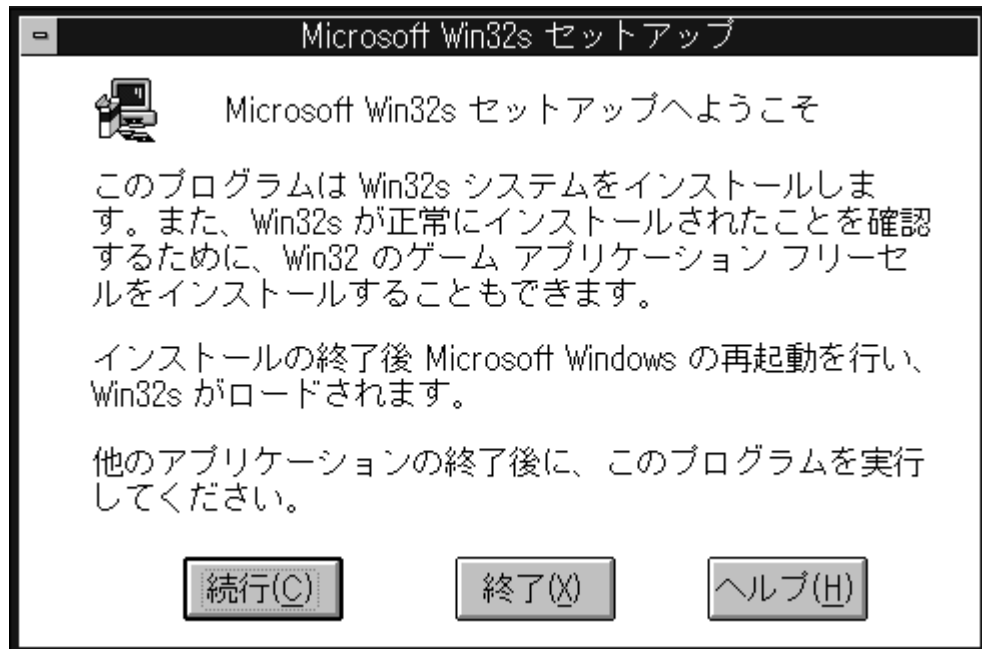 Microsoft Win32s セットアップ
Microsoft Win32s セットアップへようこそ
このプログラムは Win32s システムをインストールしま
す。また、Win32s が正常にインストールされたことを確認
するために、Win32 のゲーム アプリケーション フリーセ
ルをインストールすることもできます。
インストールの終了後 Microsoft Windows の再起動を行い、
Win32s がロードされます。
他のアプリケーションの終了後に、このプログラムを実行
してください。
続行(C) 終了(X) ヘルプ(H)